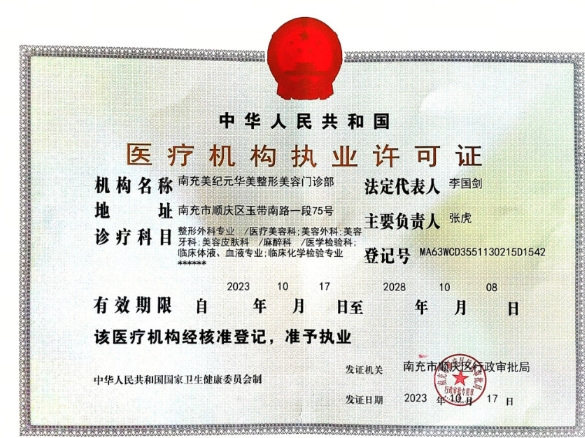 中华人民共和国
医疗机构执业许可证
机构名称 南充美纪元华美整形美容门诊部
法定代表人 李国剑
地 址 南充市顺庆区玉带南路一段75号
主要负责人 张虎
诊疗科目 整形外科专业 /医疗美容科;美容外科;美容
牙科;美容皮肤科 /麻醉科 /医学检验科;
临床体液、血液专业;临床化学检验专业
******
登记号 MA63WCD3551130215D1542
有效期限 自 2023 年 10 月 17 日至 2028 年 10 月 08 日
该医疗机构经核准登记，准予执业
中华人民共和国国家卫生健康委员会制
发证机关 南充市顺庆区行政审批局
发证日期 2023 年 10 月 17 日